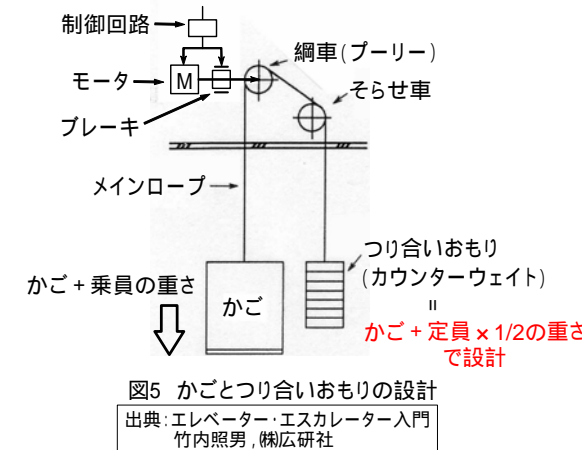 制御回路
綱車(プーリー)
モータ
M
そらせ車
ブレーキ
メインロープ
つり合いおもり
(カウンターウェイト)
=
かご+乗員の重さ
かご
かご+定員×1/2の重さ
で設計
図5 かごとつり合いおもりの設計
出典:エレベーター・エスカレーター入門
竹内照男,㈱広研社